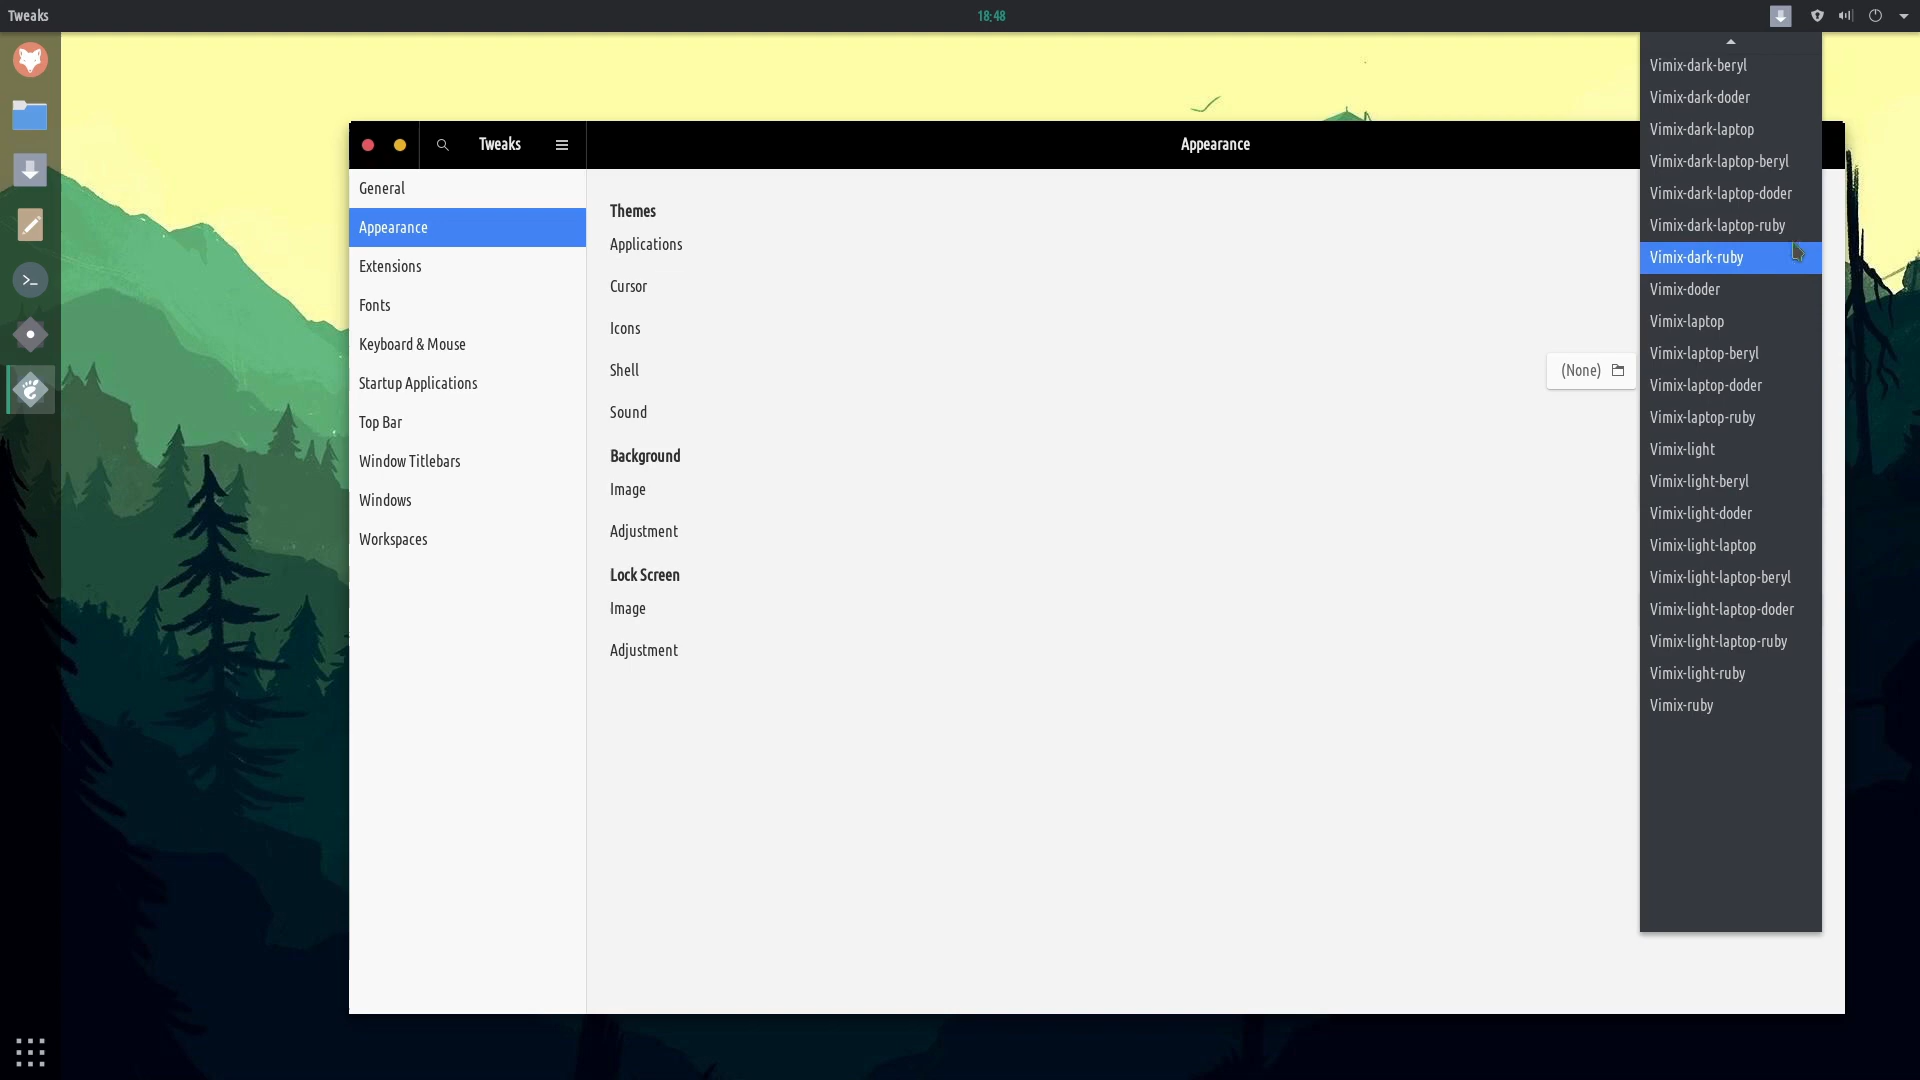 Tweaks
18:48
Tweaks
Appearance
General
Appearance
Extensions
Fonts
Keyboard & Mouse
Startup Applications
Top Bar
Window Titlebars
Windows
Workspaces
Themes
Applications
Cursor
Icons
Shell
(None)
Sound
Background
Image
Adjustment
Lock Screen
Image
Adjustment
Vimix-dark-beryl
Vimix-dark-doder
Vimix-dark-laptop
Vimix-dark-laptop-beryl
Vimix-dark-laptop-doder
Vimix-dark-laptop-ruby
Vimix-dark-ruby
Vimix-doder
Vimix-laptop
Vimix-laptop-beryl
Vimix-laptop-doder
Vimix-laptop-ruby
Vimix-light
Vimix-light-beryl
Vimix-light-doder
Vimix-light-laptop
Vimix-light-laptop-beryl
Vimix-light-laptop-doder
Vimix-light-laptop-ruby
Vimix-light-ruby
Vimix-ruby